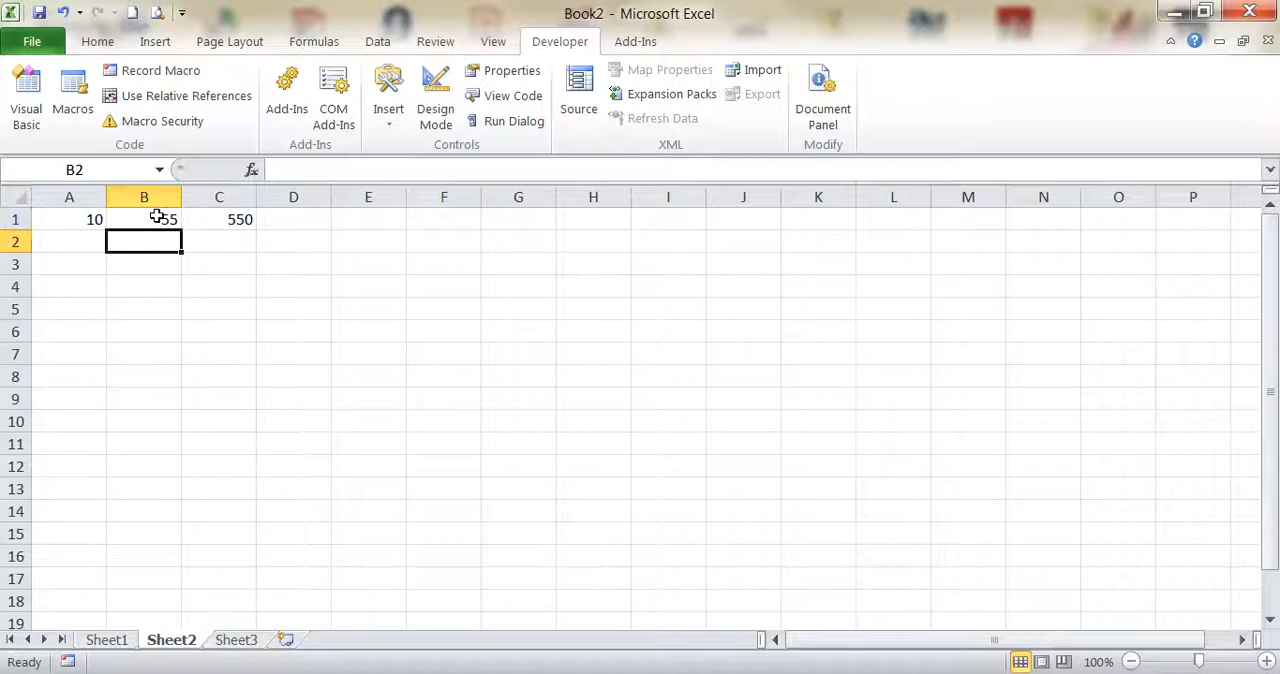 Book2 - Microsoft Excel
File Home Insert Page Layout Formulas Data Review View Developer Add-Ins
Visual Basic
Macros
Record Macro
Use Relative References
Macro Security
Code
Add-Ins
COM Add-Ins
Add-Ins
Insert
Design Mode
Properties
View Code
Run Dialog
Controls
Source
Map Properties
Expansion Packs
Refresh Data
Import
Export
XML
Document Panel
Modify
B2 fx
A B C D E F G H I J K L M N O P
1 10 55 550
2
3
4
5
6
7
8
9
10
11
12
13
14
15
16
17
18
19
Sheet1 Sheet2 Sheet3
Ready 100%